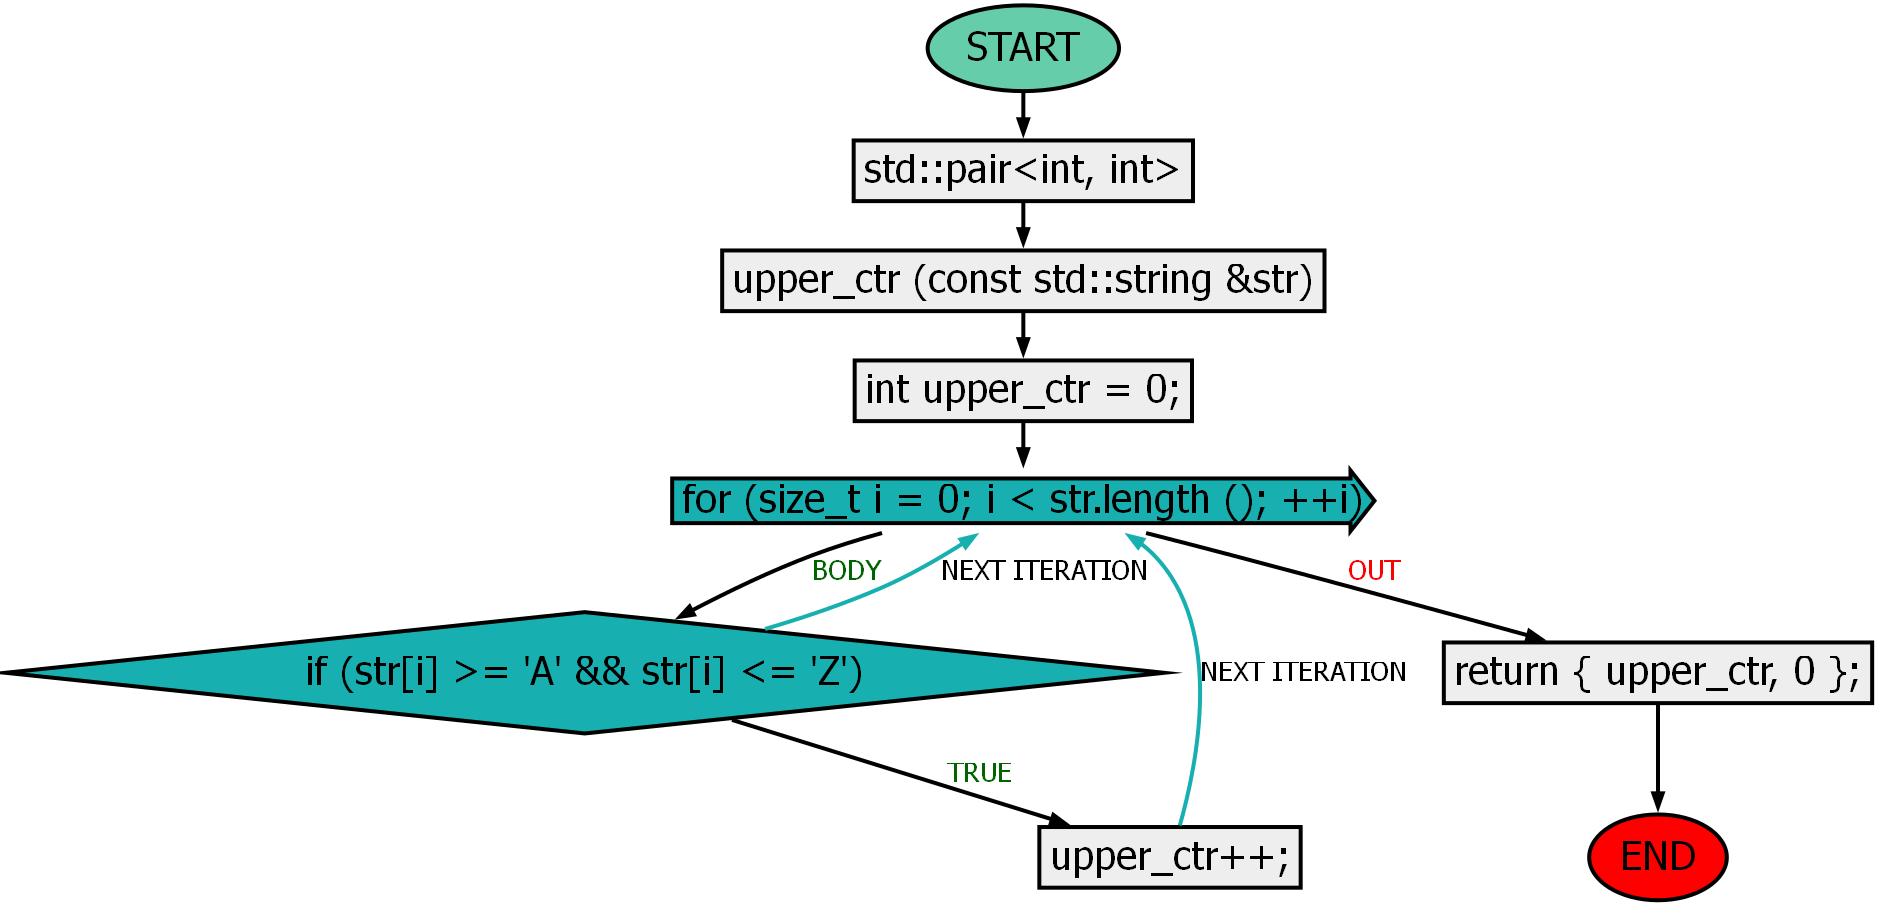 START
std::pair<int, int>
upper_ctr (const std::string &str)
int upper_ctr = 0;
for (size_t i = 0; i < str.length (); ++i)
BODY
NEXT ITERATION
OUT
if (str[i] >= 'A' && str[i] <= 'Z')
NEXT ITERATION
return { upper_ctr, 0 };
TRUE
upper_ctr++;
END